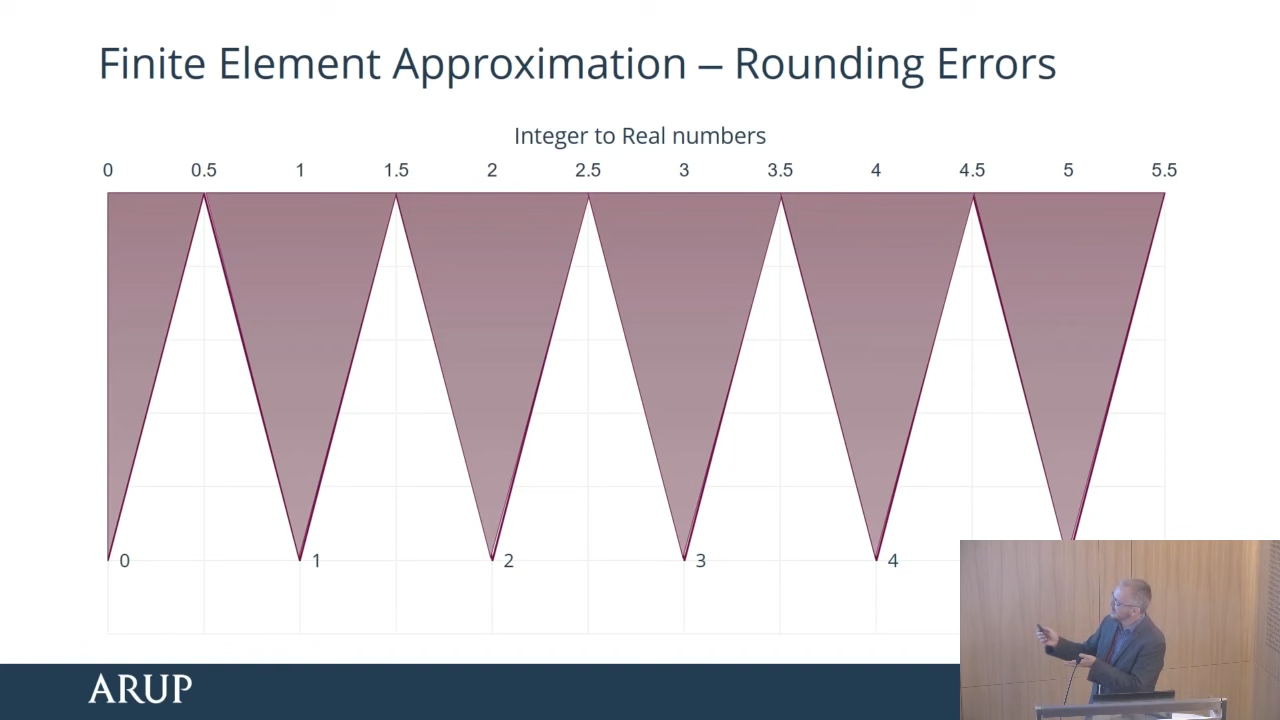 Finite Element Approximation – Rounding Errors
Integer to Real numbers
0 0.5 1 1.5 2 2.5 3 3.5 4 4.5 5 5.5
0 1 2 3 4
ARUP